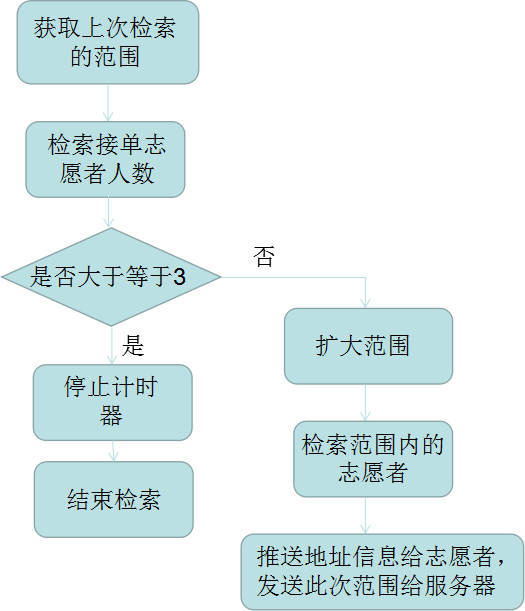 获取上次检索
的范围
检索接单志
愿者人数
是否大于等于3
否
是
扩大范围
停止计时
器
检索范围内的
志愿者
结束检索
推送地址信息给志愿者，
发送此次范围给服务器